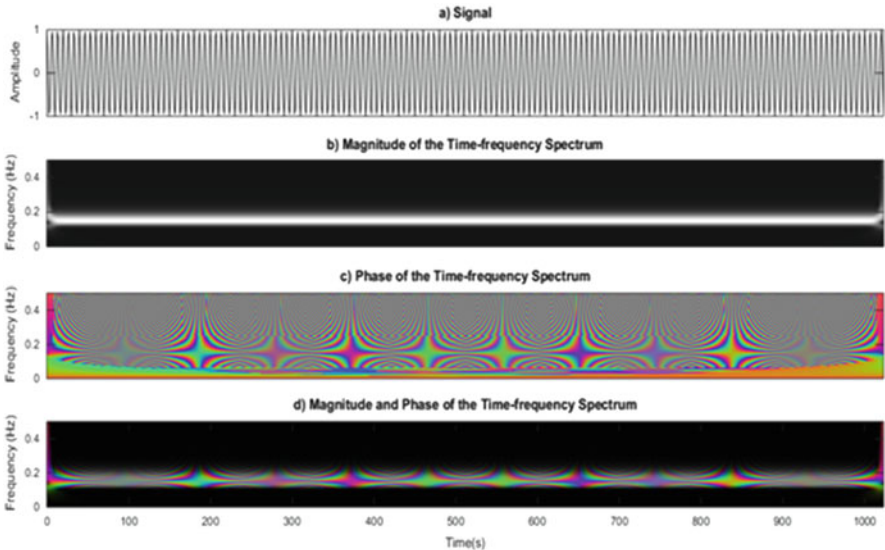 a) Signal
Amplitude
1
0
-1
b) Magnitude of the Time-frequency Spectrum
Frequency (Hz)
0.4
0.2
0
c) Phase of the Time-frequency Spectrum
Frequency (Hz)
0.4
0.2
0
d) Magnitude and Phase of the Time-frequency Spectrum
Frequency (Hz)
0.4
0.2
0
0 100 200 300 400 500 600 700 800 900 1000
Time(s)